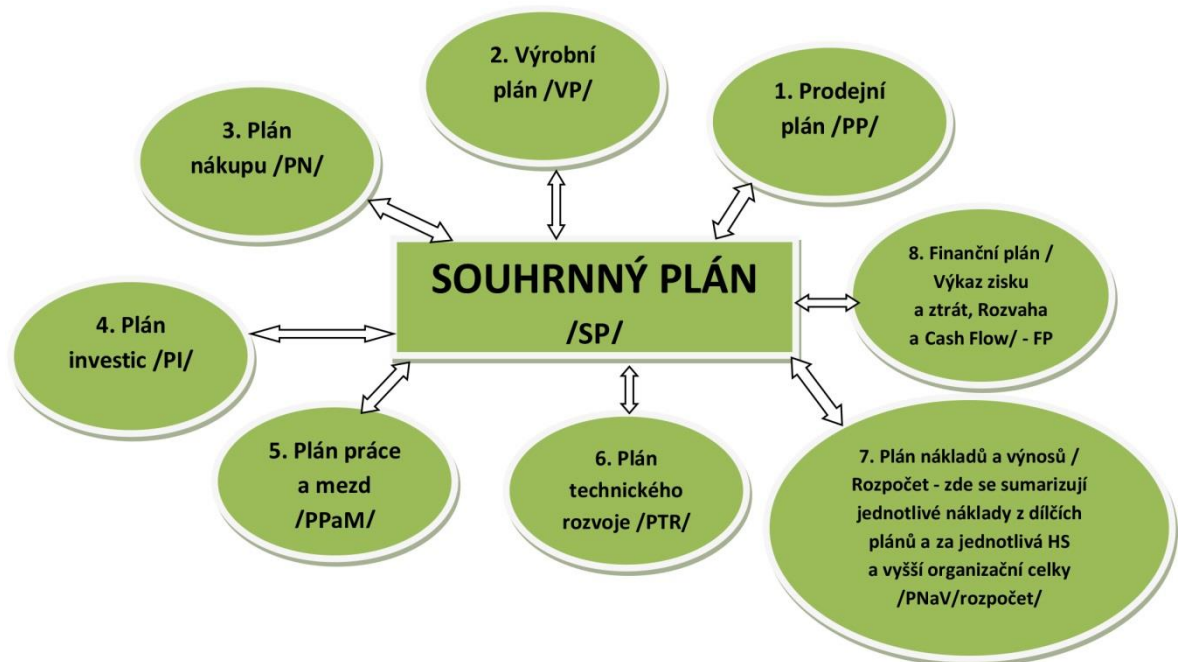 2. Výrobní
plán /VP/
1. Prodejní
plán /PP/
3. Plán
nákupu /PN/
SOUHRNNÝ PLÁN
/SP/
8. Finanční plán /
Výkaz zisku
a ztrát, Rozvaha
a Cash Flow/ - FP
4. Plán
investic /PI/
5. Plán práce
a mezd
/PPaM/
6. Plán
technického
rozvoje /PTR/
7. Plán nákladů a výnosů /
Rozpočet - zde se sumarizují
jednotlivé náklady z dílčích
plánů a za jednotlivá HS
a vyšší organizační celky
/PNaV/rozpočet/